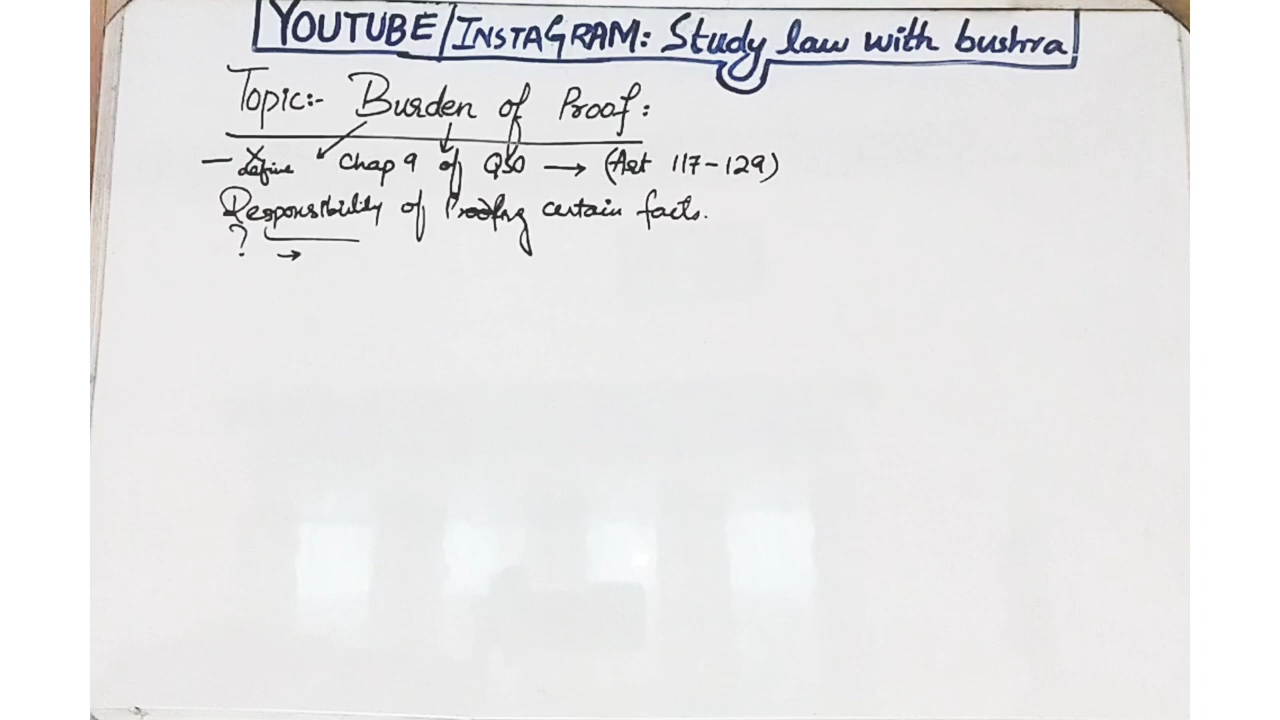 YOUTUBE/INSTAGRAM: Study law with bushra
Topic:- Burden of Proof:
– define Chap 9 of QSO → (Art 117-129)
Responsibility of Proofing certain facts.
? →